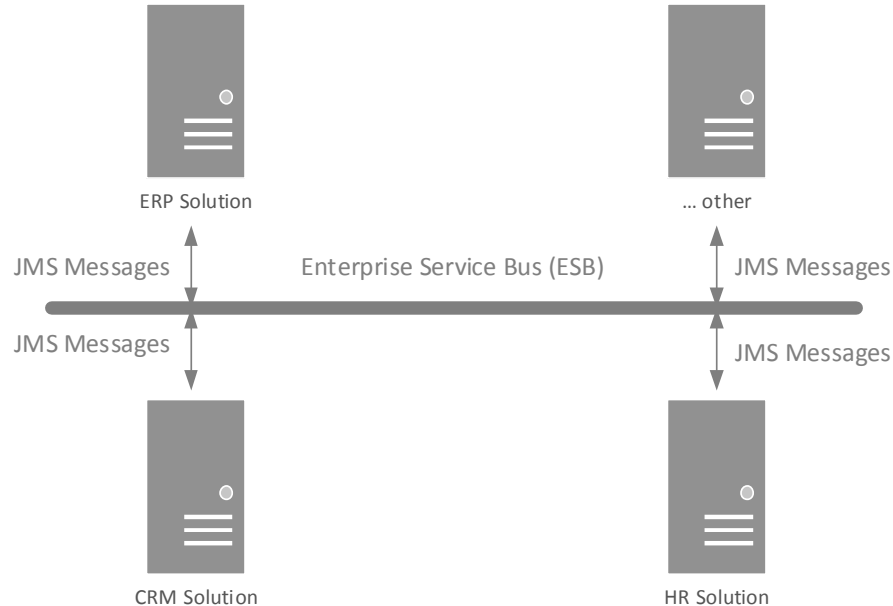 ERP Solution
... other
JMS Messages
Enterprise Service Bus (ESB)
JMS Messages
JMS Messages
JMS Messages
CRM Solution
HR Solution